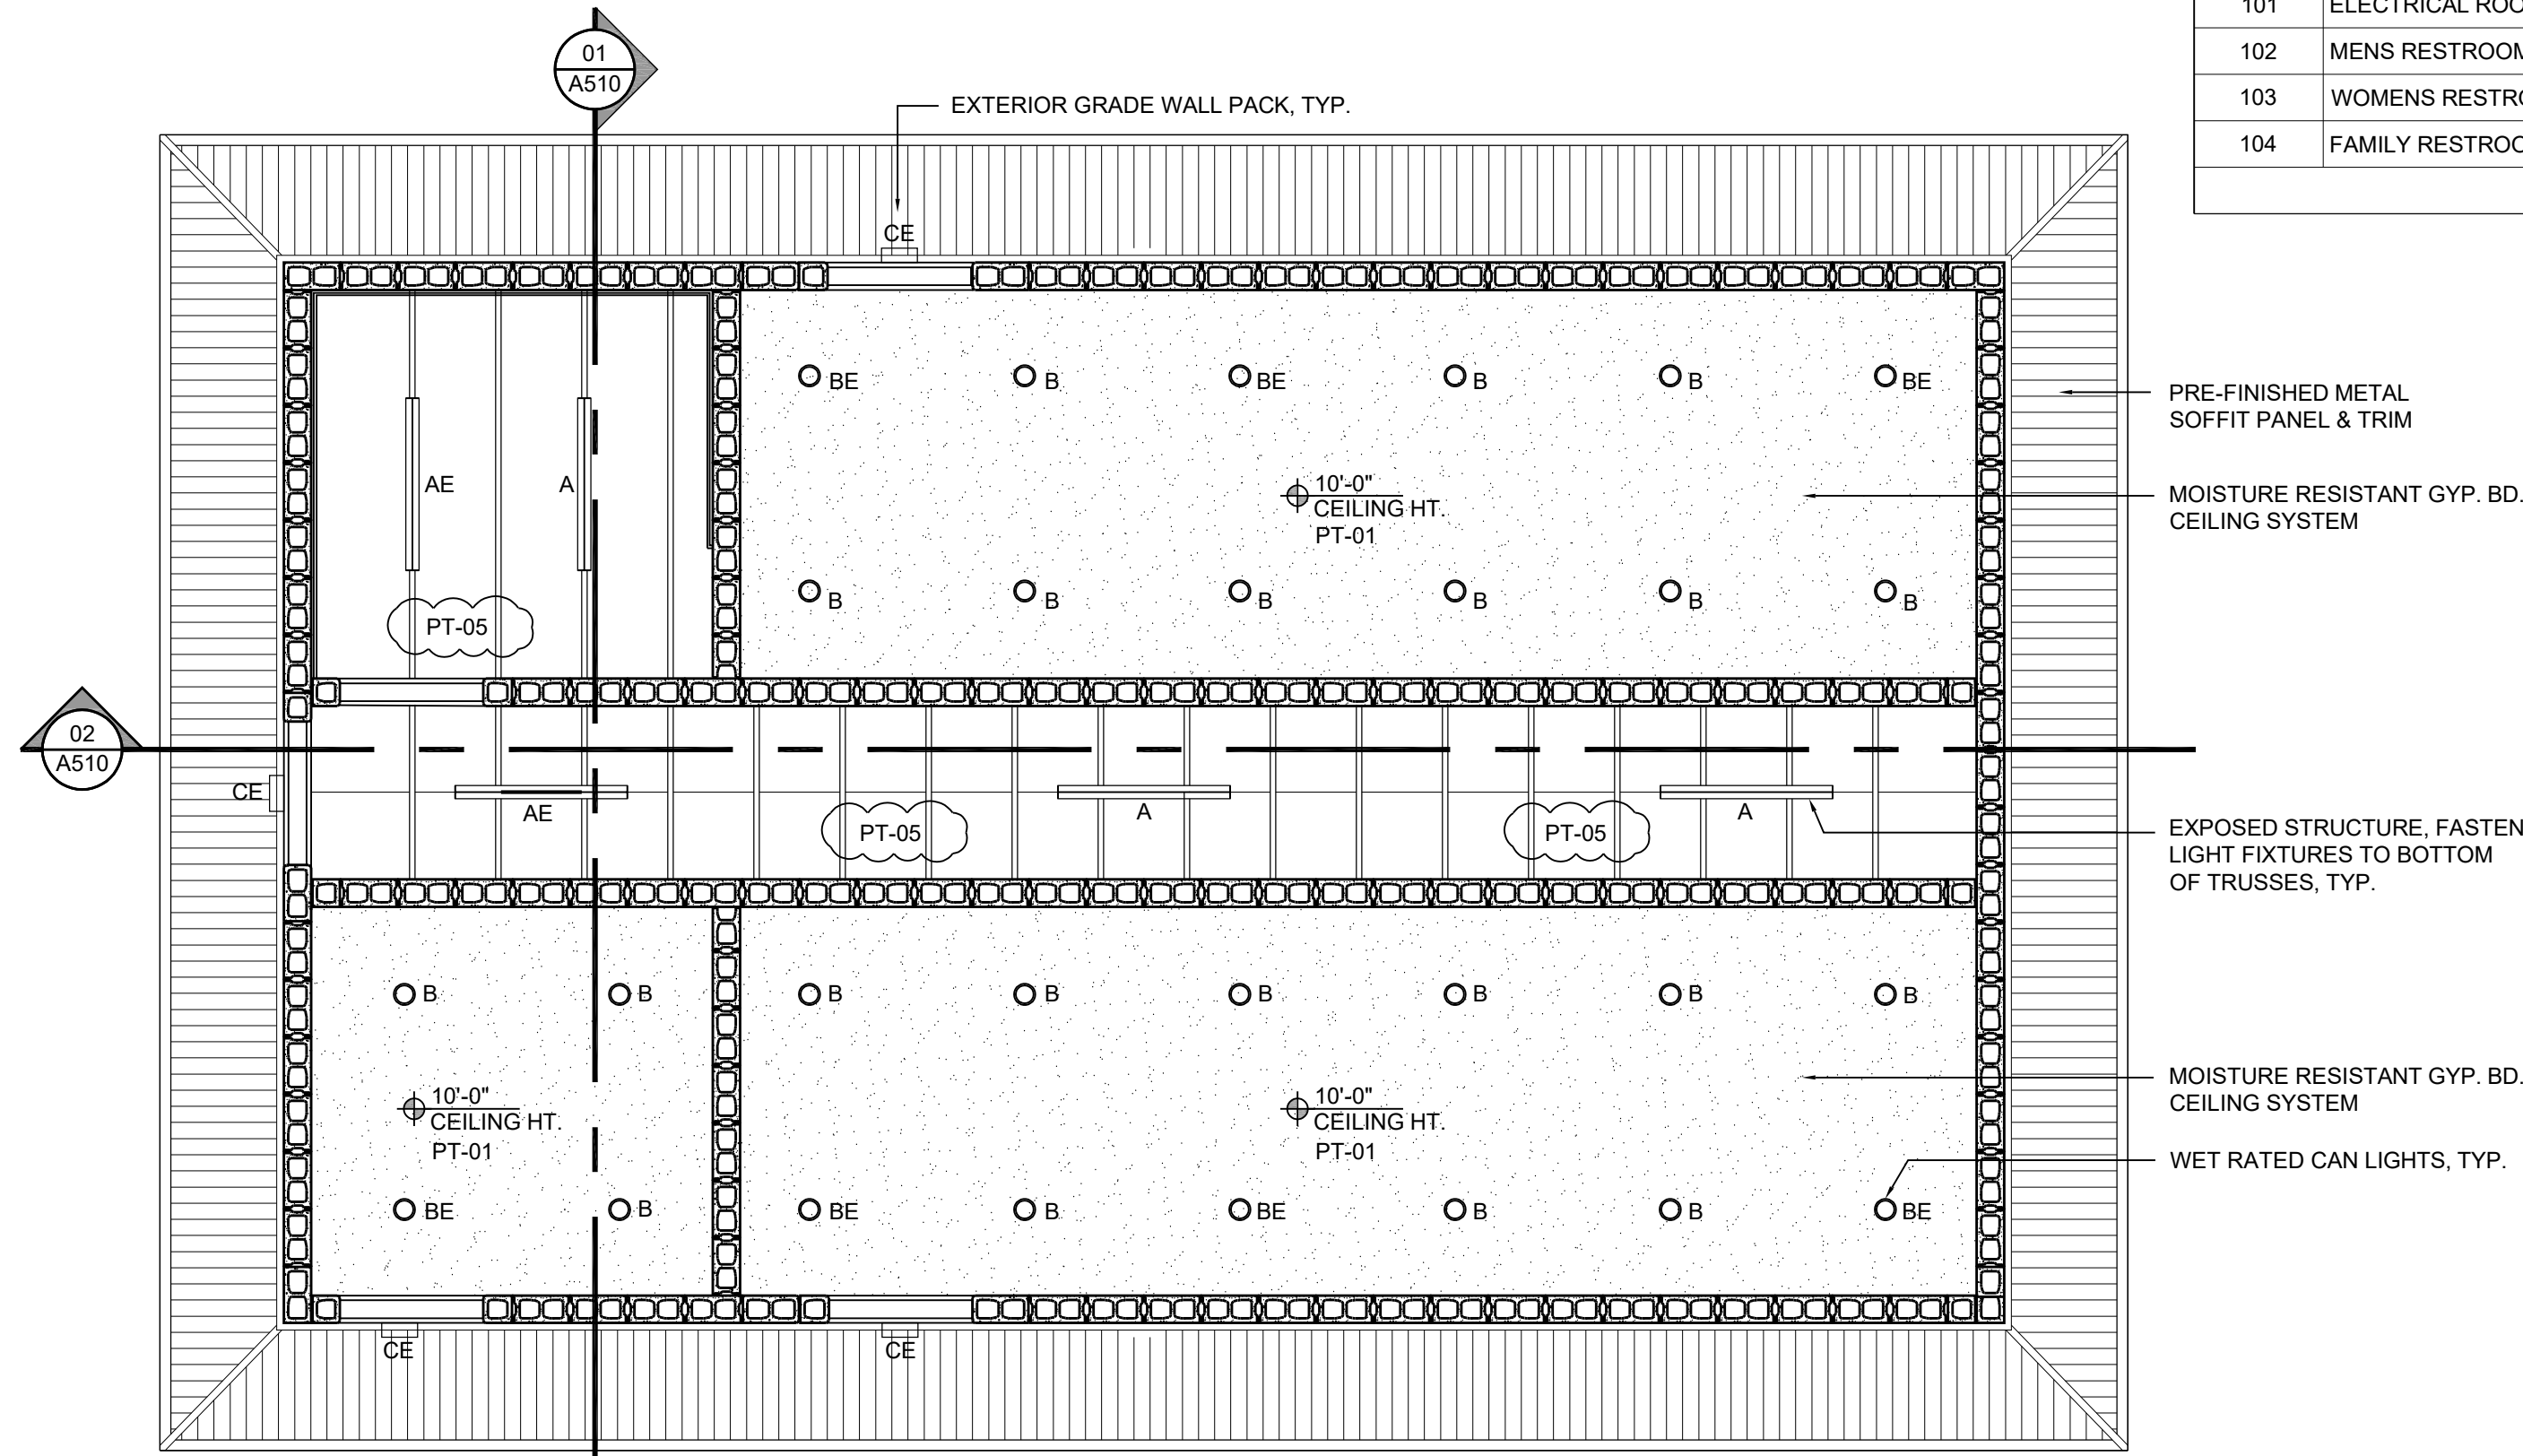 01
A510
EXTERIOR GRADE WALL PACK, TYP.
101
102 MENS
103 WOMENS
104 FAMILY
CE
BE B BE B B BE
PRE-FINISHED METAL
SOFFIT PANEL & TRIM
AE A
10'-0"
CEILING HT.
PT-01
MOISTURE RESISTANT GYP. BD.
CEILING SYSTEM
B B B B B B
PT-05
02
A510
CE
AE A A
PT-05 PT-05
EXPOSED STRUCTURE, FASTEN
LIGHT FIXTURES TO BOTTOM
OF TRUSSES, TYP.
B B B B B B B B
10'-0"
CEILING HT.
PT-01
10'-0"
CEILING HT.
PT-01
MOISTURE RESISTANT GYP. BD.
CEILING SYSTEM
WET RATED CAN LIGHTS, TYP.
BE B BE B BE B B BE
CE CE